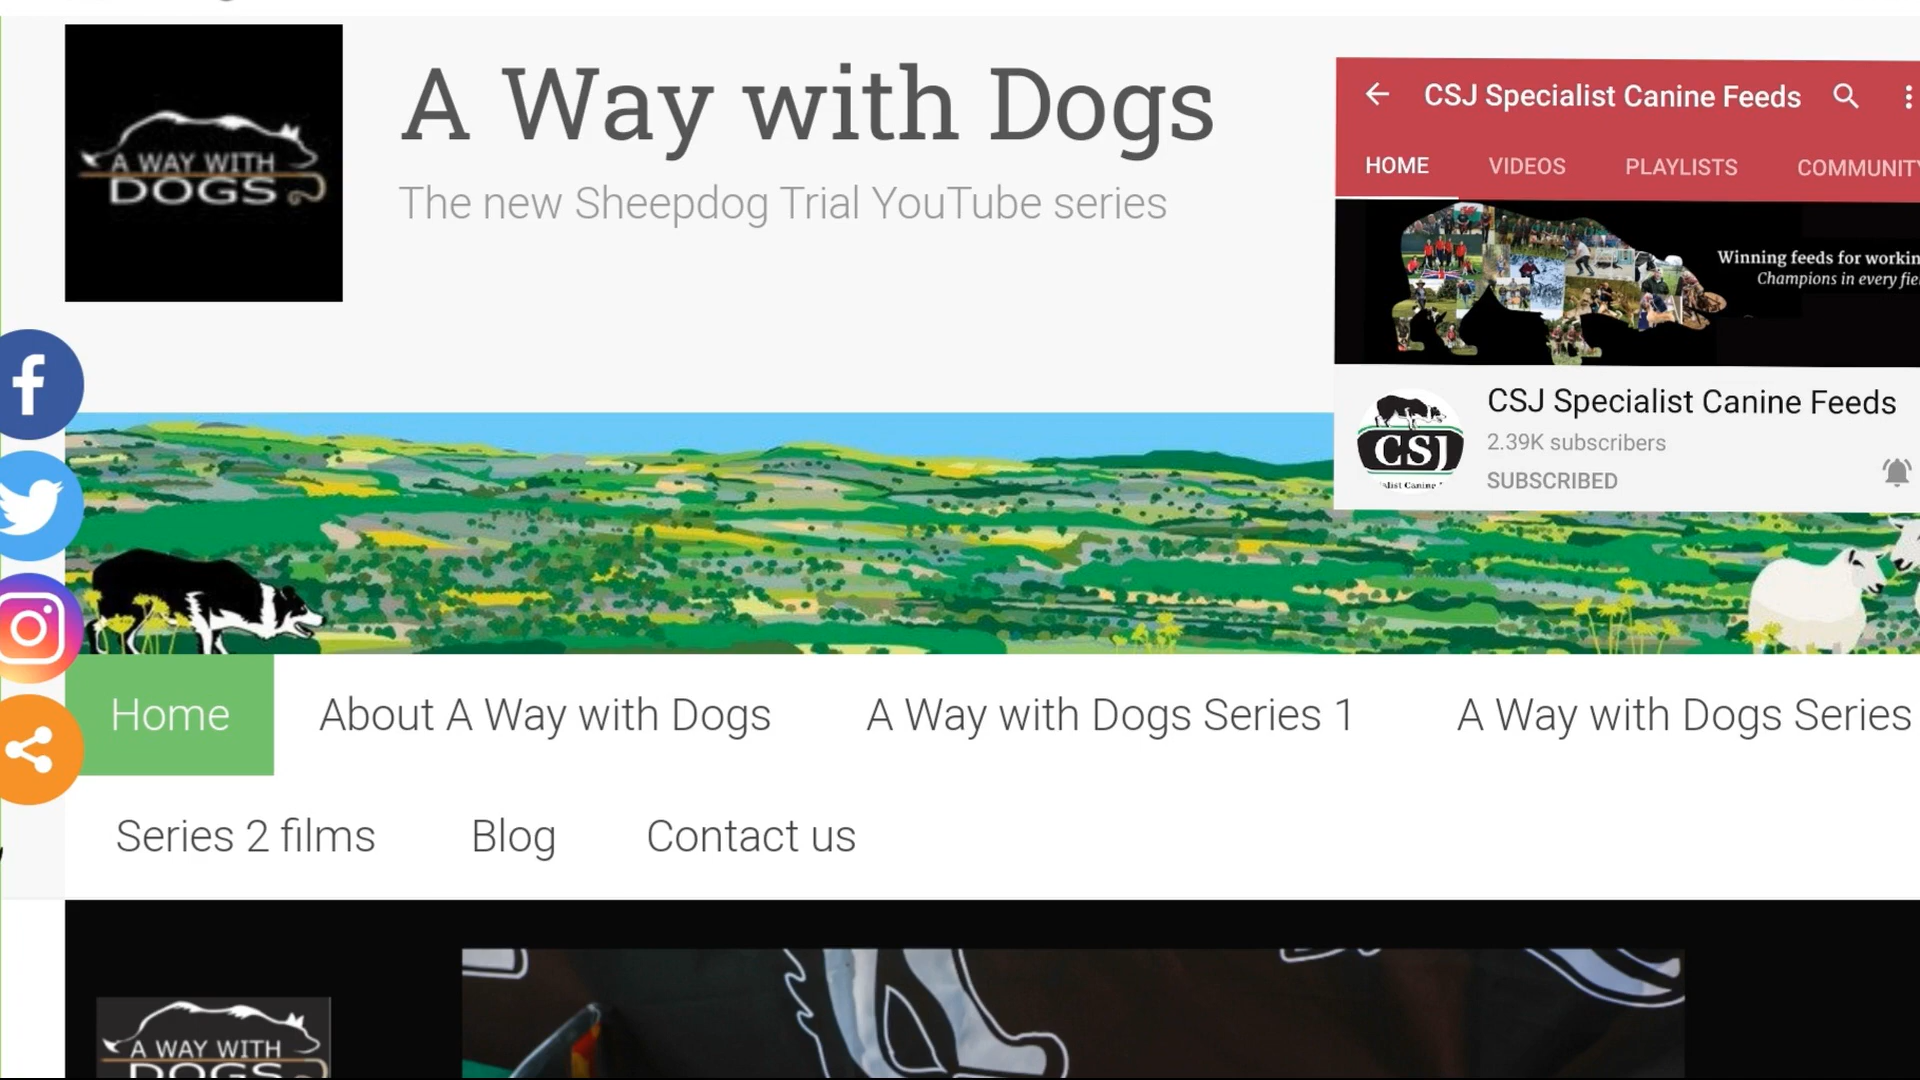 A WAY WITH
DOGS
A Way with Dogs
The new Sheepdog Trial YouTube series
CSJ Specialist Canine Feeds
HOME VIDEOS PLAYLISTS COMMUNITY
Winning feeds for workin
Champions in every fie
CSJ
CSJ Specialist Canine Feeds
2.39K subscribers
SUBSCRIBED
Home About A Way with Dogs A Way with Dogs Series 1 A Way with Dogs Series
Series 2 films Blog Contact us
A WAY WITH
DOGS